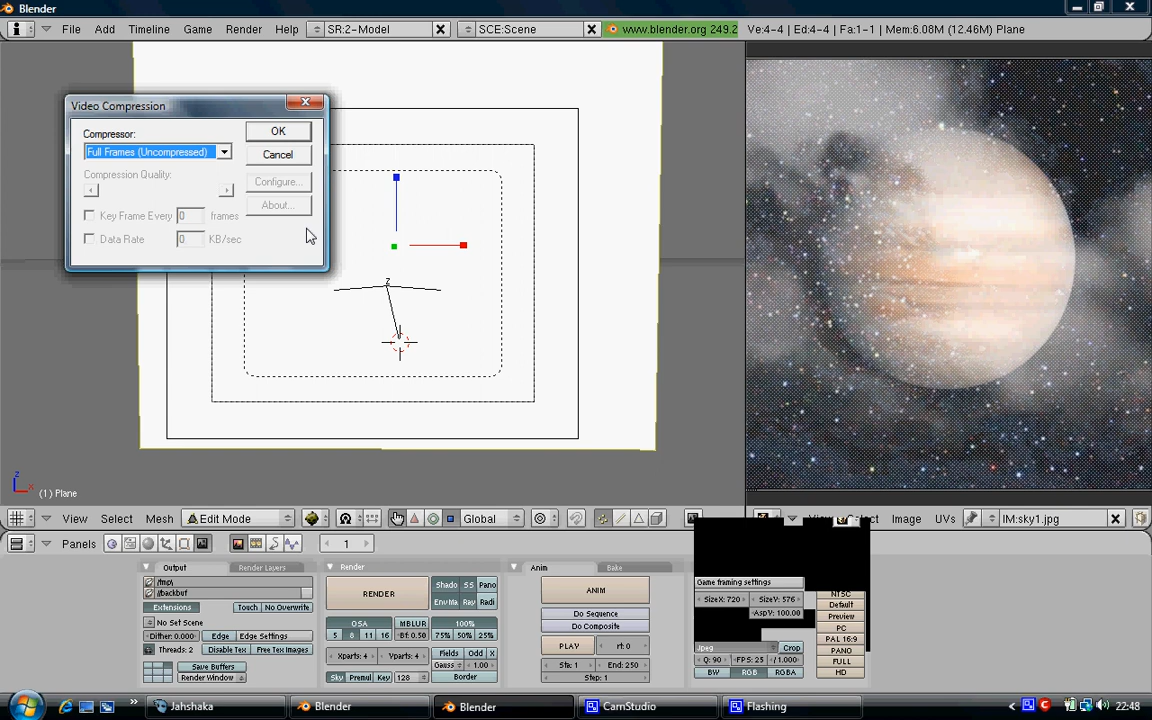 Blender
File Add Timeline Game Render Help SR:2-Model SCE:Scene www.blender.org 249.2 Ve:4-4 | Ed:4-4 | Fa:1-1 | Mem:6.08M (12.46M) Plane
Video Compression
Compressor:
OK
Full Frames (Uncompressed)
Cancel
Compression Quality:
Configure...
About...
Key Frame Every 0 frames
Data Rate 0 KB/sec
z
z
x
(1) Plane
View Select Mesh Edit Mode Global
Image UVs IM:sky1.jpg
Panels 1
Output Render Layers
/tmp\
//backbuf
Extensions Touch No Overwrite
No Set Scene
Dither: 0.000 Edge Edge Settings
Threads: 2 Disable Tex Free Tex Images
Save Buffers
Render Window
Render
RENDER
Shado SS Pano
EnvMa Ray Radi
OSA MBLUR 100%
5 8 11 16 Bf: 0.50 75% 50% 25%
Xparts: 4 Yparts: 4 Fields Odd X
Gauss 1.00
Sky Premul Key 128 Border
Anim Bake
ANIM
Do Sequence
Do Composite
PLAY rt: 0
Sta: 1 End: 250
Step: 1
Game framing settings
SizeX: 720 SizeY: 576
AspY: 100.00
Jpeg Crop
Q: 90 FPS: 25 / 1.000
BW RGB RGBA
NTSC
Default
Preview
PC
PAL 16:9
PANO
FULL
HD
Jahshaka Blender Blender CamStudio Flashing 22:48